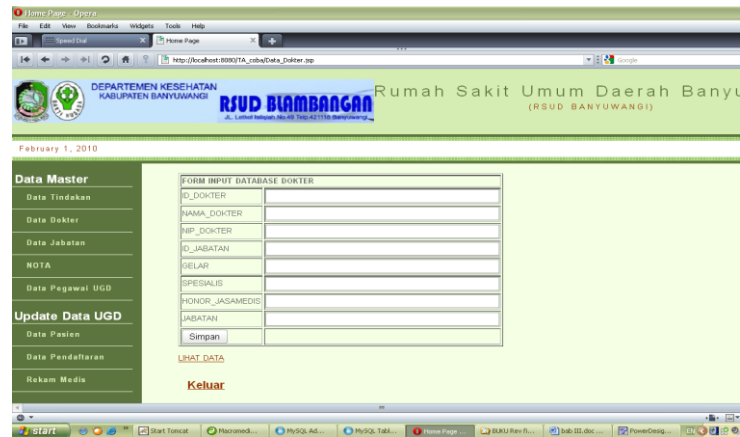 Home Page - Opera
File Edit View Bookmarks Widgets Tools Help
Speed Dial Home Page
http://localhost:8080/TA_coba/Data_Dokter.jsp Google
DEPARTEMEN KESEHATAN
KABUPATEN BANYUWANGI
RSUD BLAMBANGAN
Rumah Sakit Umum Daerah Banyu
(RSUD BANYUWANGI)
February 1, 2010
Data Master
Data Tindakan
Data Dokter
Data Jabatan
NOTA
Data Pegawai UGD
Update Data UGD
Data Pasien
Data Pendaftaran
Rekam Medis
FORM INPUT DATABASE DOKTER
ID_DOKTER
NAMA_DOKTER
NIP_DOKTER
ID_JABATAN
GELAR
SPESIALIS
HONOR_JASAMEDIS
JABATAN
Simpan
LIHAT DATA
Keluar
start Start Tomcat Macromedi... MySQL Ad... MySQL Tabl... Home Page ... BUKU Rev fi... bab III.doc ... PowerDesig... EN